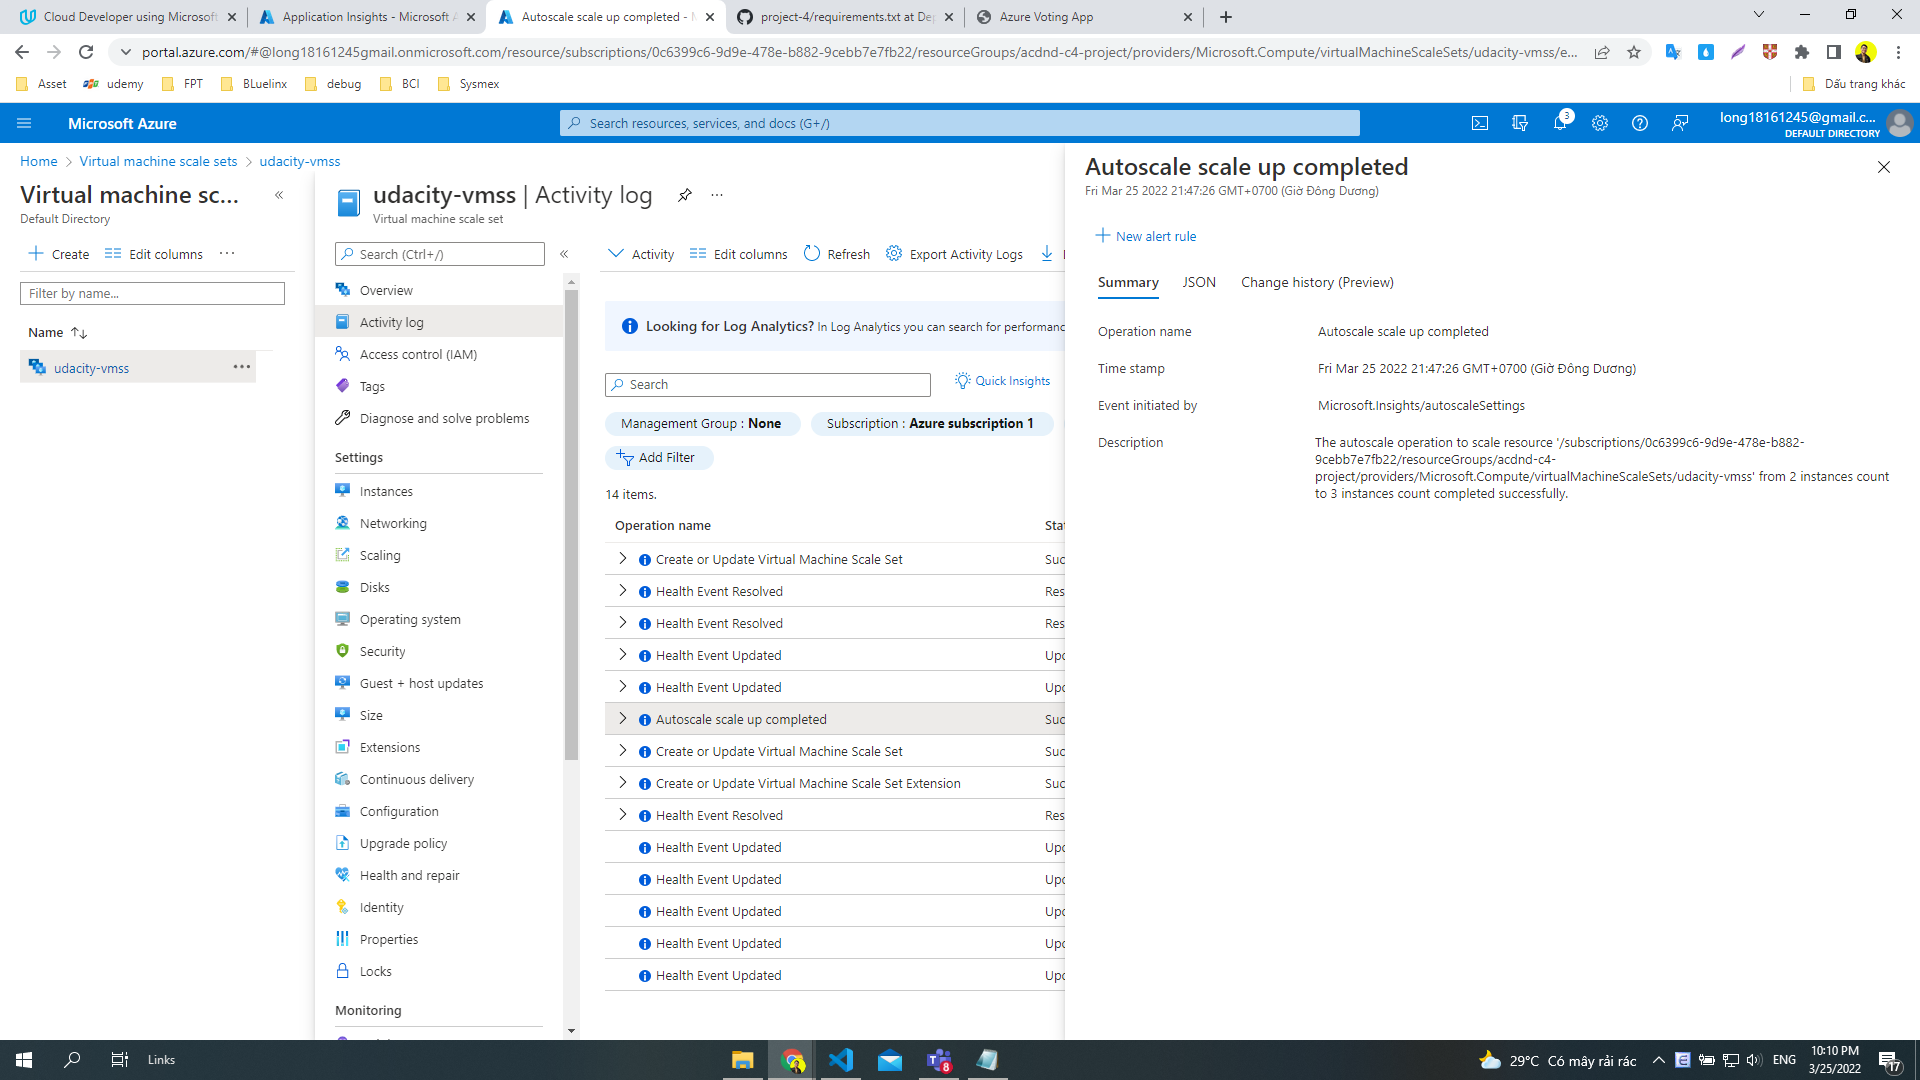 Cloud Developer using Microsoft
Application Insights - Microsoft A
Autoscale scale up completed - M
project-4/requirements.txt at De
Azure Voting App
portal.azure.com/#@long18161245gmail.onmicrosoft.com/resource/subscriptions/0c6399c6-9d9e-478e-b882-9cebb7e7fb22/resourceGroups/acdnd-c4-project/providers/Microsoft.Compute/virtualMachineScaleSets/udacity-vmss/e...
Asset
udemy
FPT
BLuelinx
debug
BCI
Sysmex
Dấu trang khác
Microsoft Azure
Search resources, services, and docs (G+/)
3
long18161245@gmail.c...
DEFAULT DIRECTORY
Home
Virtual machine scale sets
udacity-vmss
Virtual machine sc...
Default Directory
Create
Edit columns
Filter by name...
Name
udacity-vmss
udacity-vmss | Activity log
Virtual machine scale set
Search (Ctrl+/)
Overview
Activity log
Access control (IAM)
Tags
Diagnose and solve problems
Settings
Instances
Networking
Scaling
Disks
Operating system
Security
Guest + host updates
Size
Extensions
Continuous delivery
Configuration
Upgrade policy
Health and repair
Identity
Properties
Locks
Monitoring
Activity
Edit columns
Refresh
Export Activity Logs
Looking for Log Analytics? In Log Analytics you can search for performanc
Search
Quick Insights
Management Group : None
Subscription : Azure subscription 1
Add Filter
14 items.
Operation name
Stat
Create or Update Virtual Machine Scale Set
Suc
Health Event Resolved
Res
Health Event Resolved
Res
Health Event Updated
Upd
Health Event Updated
Upd
Autoscale scale up completed
Suc
Create or Update Virtual Machine Scale Set
Suc
Create or Update Virtual Machine Scale Set Extension
Suc
Health Event Resolved
Res
Health Event Updated
Upd
Health Event Updated
Upd
Health Event Updated
Upd
Health Event Updated
Upd
Health Event Updated
Upd
Autoscale scale up completed
Fri Mar 25 2022 21:47:26 GMT+0700 (Giờ Đông Dương)
New alert rule
Summary
JSON
Change history (Preview)
Operation name
Autoscale scale up completed
Time stamp
Fri Mar 25 2022 21:47:26 GMT+0700 (Giờ Đông Dương)
Event initiated by
Microsoft.Insights/autoscaleSettings
Description
The autoscale operation to scale resource '/subscriptions/0c6399c6-9d9e-478e-b882-
9cebb7e7fb22/resourceGroups/acdnd-c4-
project/providers/Microsoft.Compute/virtualMachineScaleSets/udacity-vmss' from 2 instances count
to 3 instances count completed successfully.
Links
8
29°C Có mây rải rác
ENG
10:10 PM
3/25/2022
17